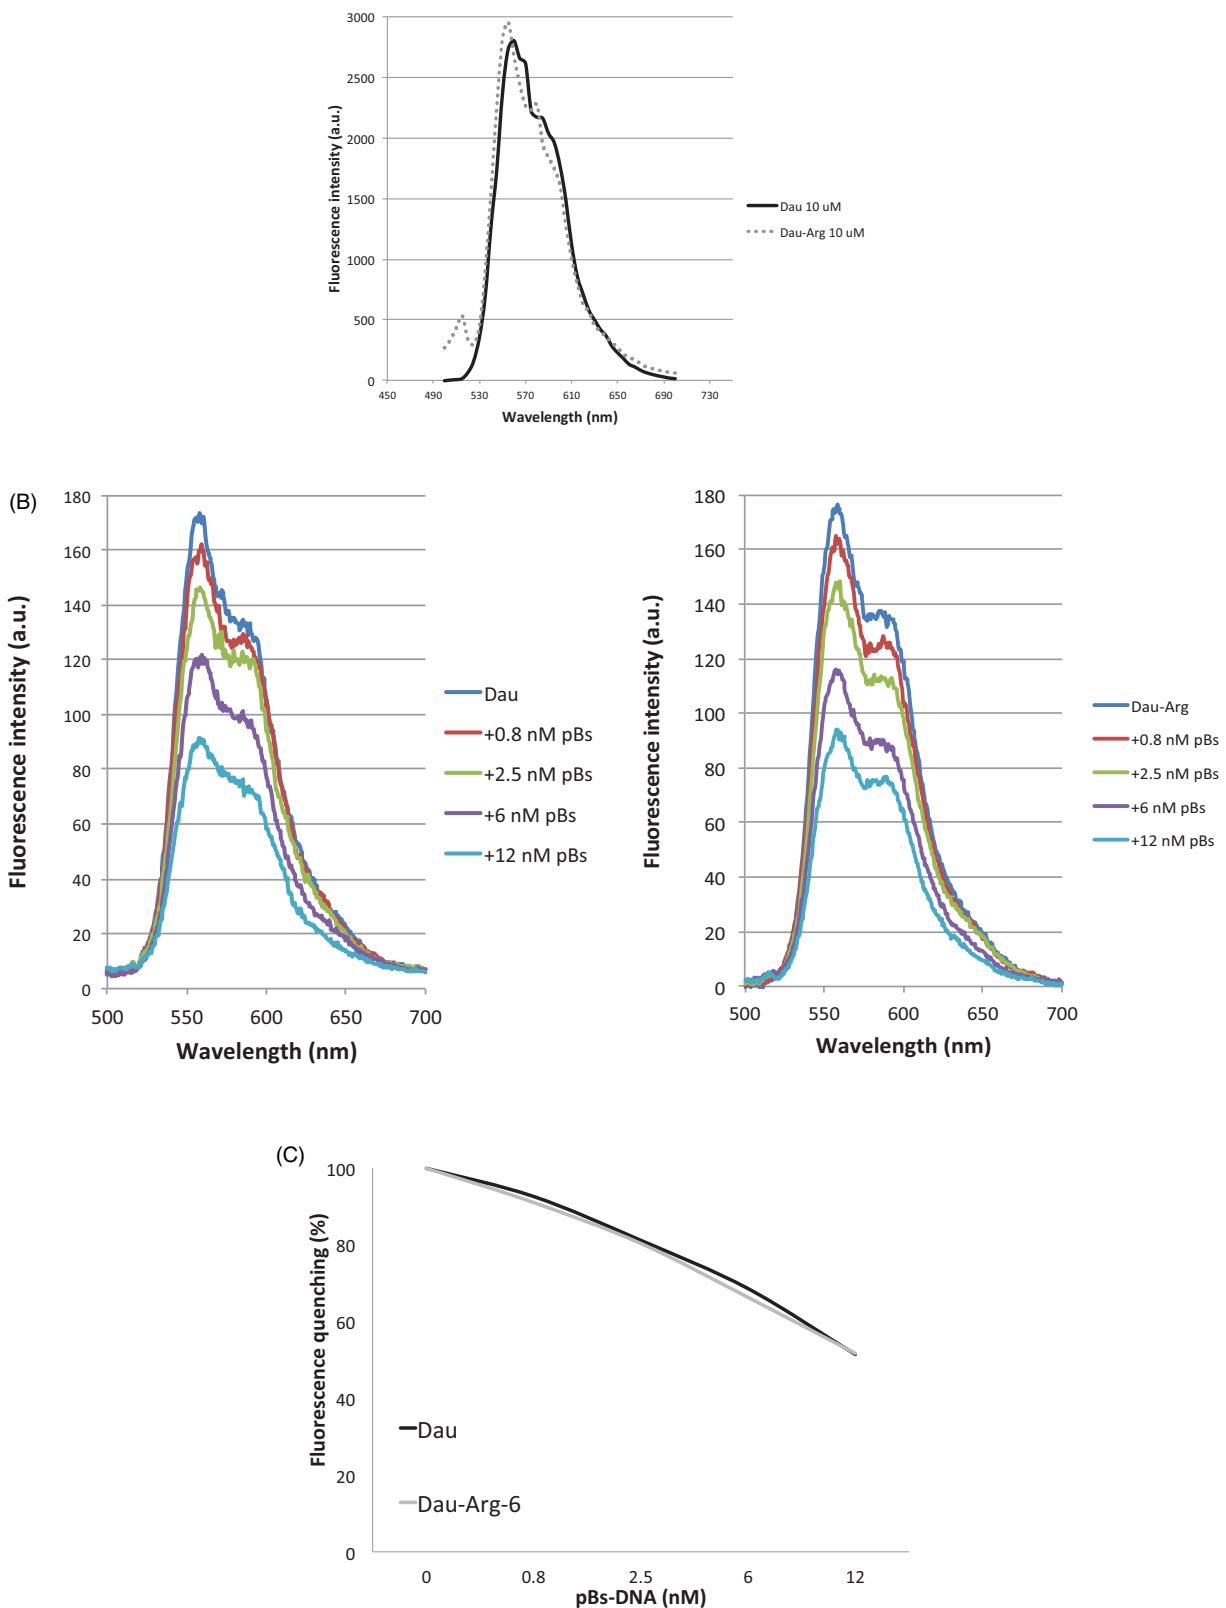 3000
2500
2000
1500
1000
500
0
Fluorescence intensity (a.u.)
450 490 530 570 610 650 690 730
Wavelength (nm)
Dau 10 uM
Dau-Arg 10 uM
(B)
180
160
140
120
100
80
60
40
20
0
Fluorescence intensity (a.u.)
500 550 600 650 700
Wavelength (nm)
Dau
+0.8 nM pBs
+2.5 nM pBs
+6 nM pBs
+12 nM pBs
180
160
140
120
100
80
60
40
20
0
Fluorescence intensity (a.u.)
500 550 600 650 700
Wavelength (nm)
Dau-Arg
+0.8 nM pBs
+2.5 nM pBs
+6 nM pBs
+12 nM pBs
(C)
100
80
60
40
20
0
Fluorescence quenching (%)
Dau
Dau-Arg-6
0 0.8 2.5 6 12
pBs-DNA (nM)